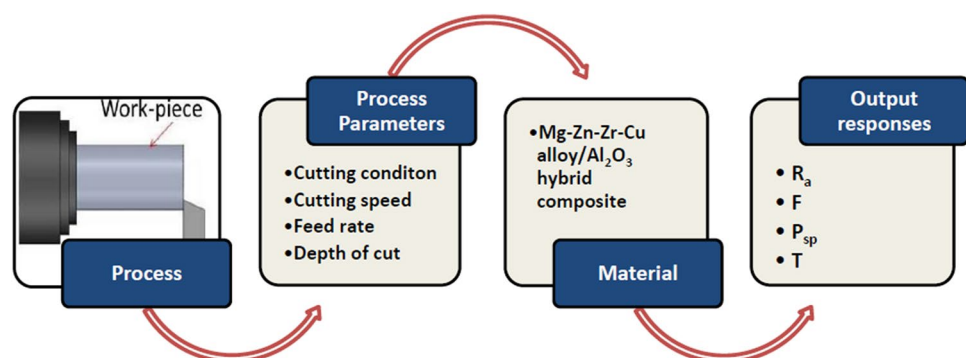 Work-piece
Process
Process
Parameters
•Cutting conditon
•Cutting speed
•Feed rate
•Depth of cut
•Mg-Zn-Zr-Cu
alloy/Al₂O₃
hybrid
composite
Material
Output
responses
• Rₐ
• F
• Pₛₚ
• T